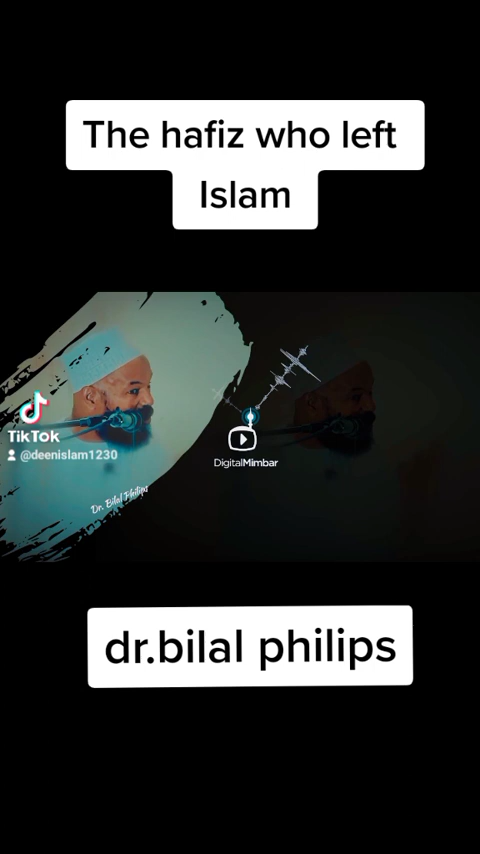 The hafiz who left
Islam
TikTok
@deenislam1230
DigitalMimbar
Dr. Bilal Philips
dr.bilal philips